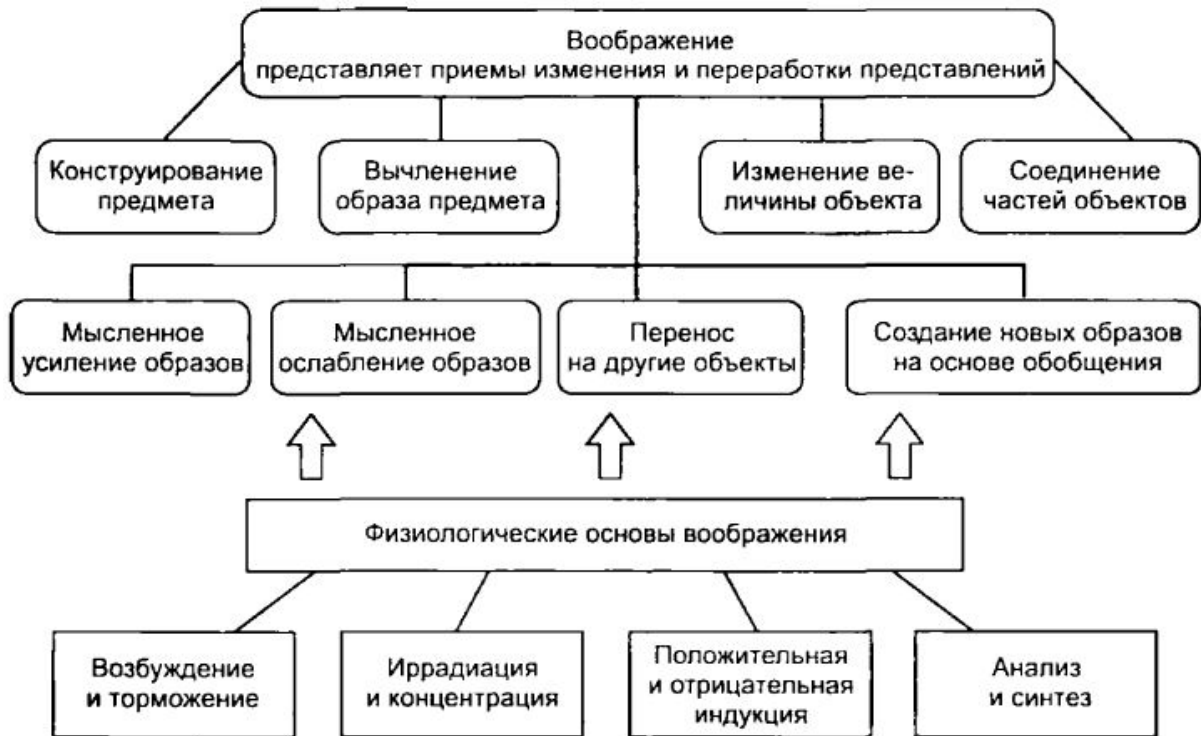 Воображение
представляет приемы изменения и переработки представлений
Конструирование
предмета
Вычленение
образа предмета
Изменение ве-
личины объекта
Соединение
частей объектов
Мысленное
усиление образов
Мысленное
ослабление образов
Перенос
на другие объекты
Создание новых образов
на основе обобщения
Физиологические основы воображения
Возбуждение
и торможение
Иррадиация
и концентрация
Положительная
и отрицательная
индукция
Анализ
и синтез